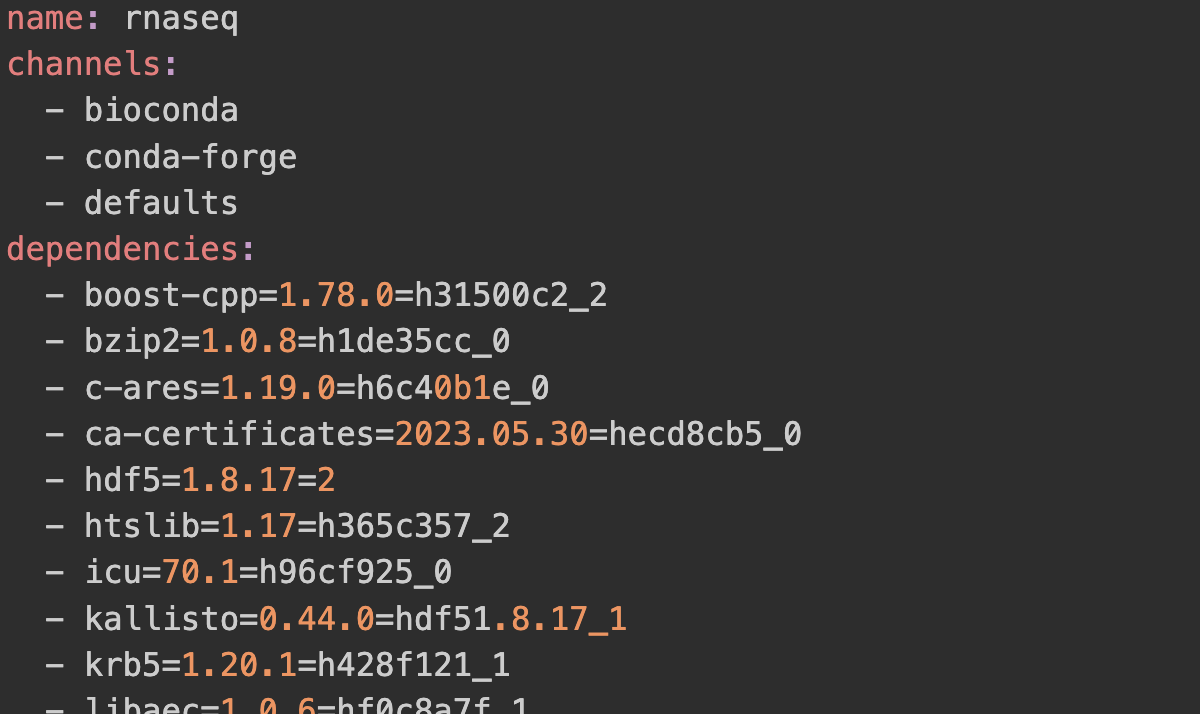 name: rnaseq
channels:
  - bioconda
  - conda-forge
  - defaults
dependencies:
  - boost-cpp=1.78.0=h31500c2_2
  - bzip2=1.0.8=h1de35cc_0
  - c-ares=1.19.0=h6c40b1e_0
  - ca-certificates=2023.05.30=hecd8cb5_0
  - hdf5=1.8.17=2
  - htslib=1.17=h365c357_2
  - icu=70.1=h96cf925_0
  - kallisto=0.44.0=hdf51.8.17_1
  - krb5=1.20.1=h428f121_1
  - libaec=1.0.6=hf0c8a7f_1